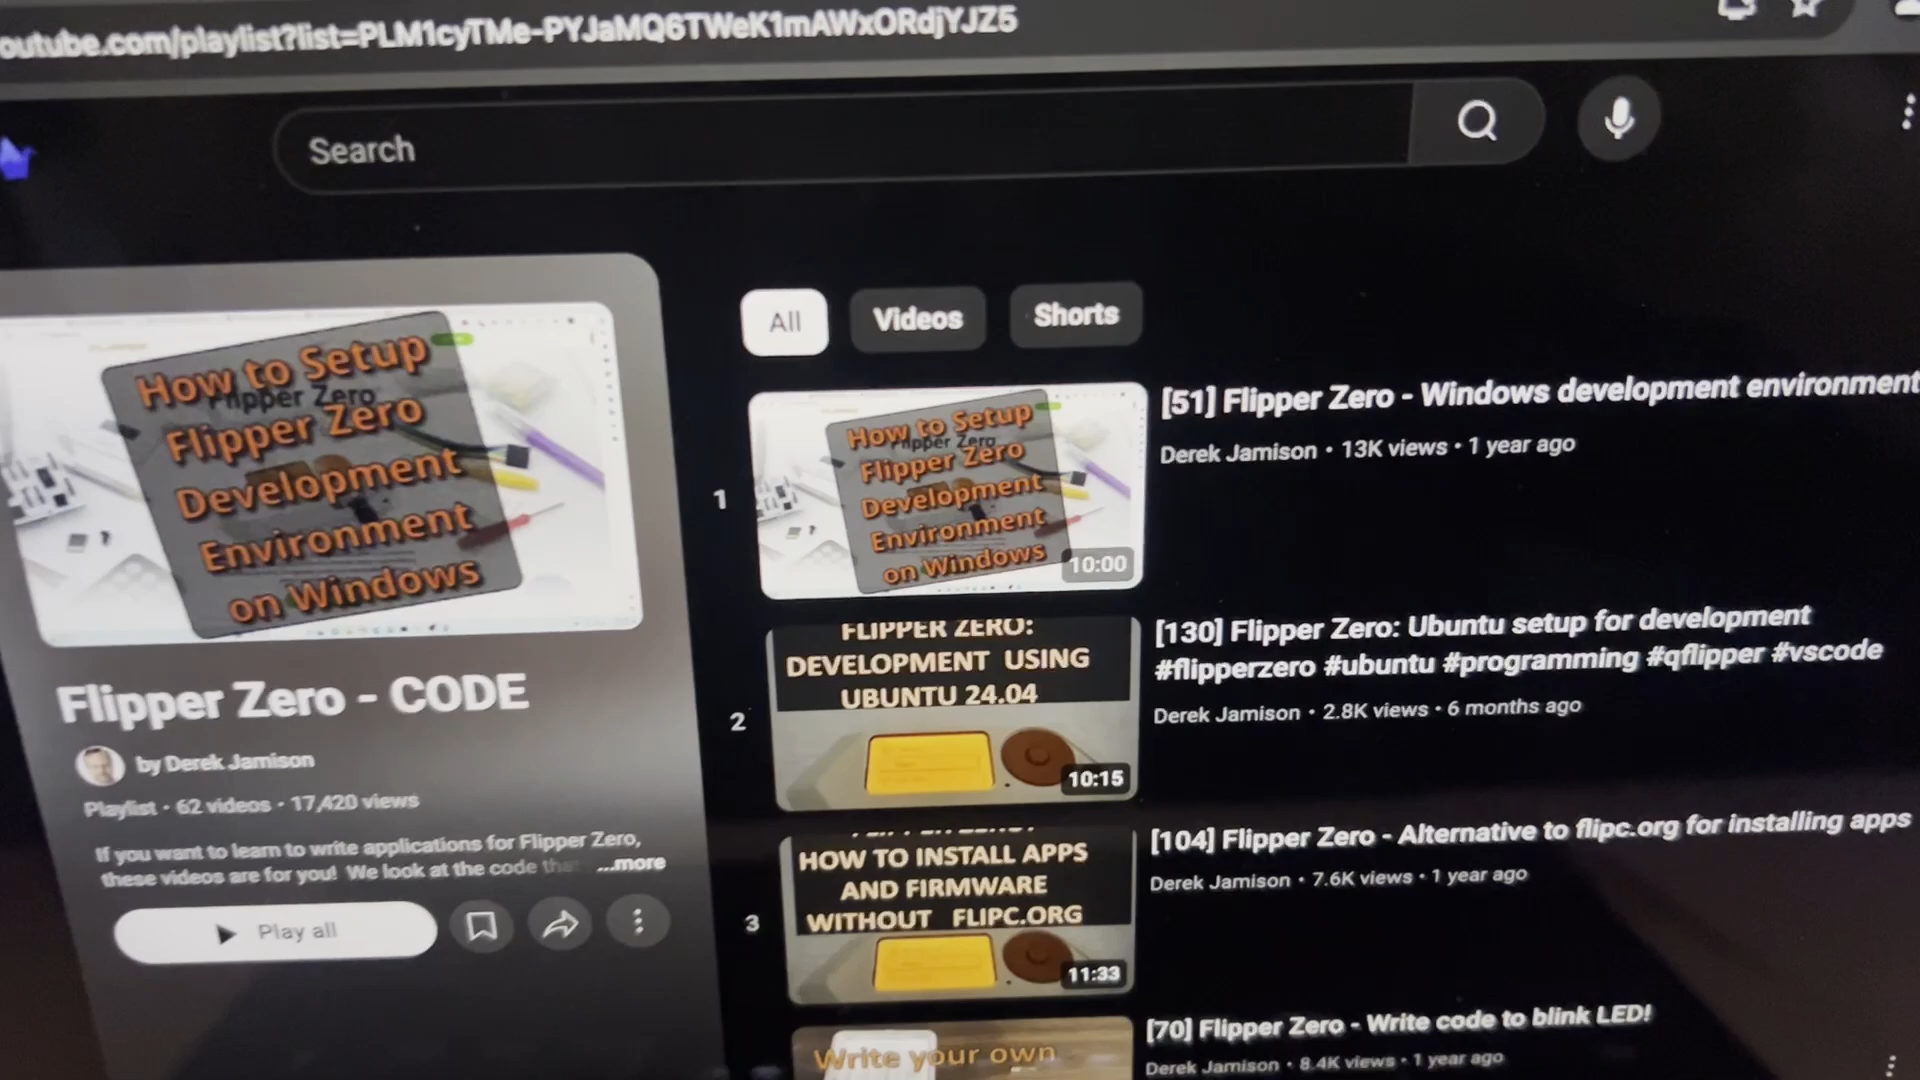 outube.com/playlist?list=PLM1cyTMe-PYJaMQ6TWeK1mAWxORdjYJZ5
Search
All
Videos
Shorts
How to Setup
Flipper Zero
Flipper Zero
Development
Environment
on Windows
Flipper Zero - CODE
by Derek Jamison
Playlist • 62 videos • 17,420 views
If you want to learn to write applications for Flipper Zero,
these videos are for you! We look at the code tha ...more
Play all
1
How to Setup
Flipper Zero
Flipper Zero
Development
Environment
on Windows
10:00
[51] Flipper Zero - Windows development environment
Derek Jamison • 13K views • 1 year ago
2
FLIPPER ZERO:
DEVELOPMENT USING
UBUNTU 24.04
10:15
[130] Flipper Zero: Ubuntu setup for development
#flipperzero #ubuntu #programming #qflipper #vscode
Derek Jamison • 2.8K views • 6 months ago
3
HOW TO INSTALL APPS
AND FIRMWARE
WITHOUT FLIPC.ORG
11:33
[104] Flipper Zero - Alternative to flipc.org for installing apps
Derek Jamison • 7.6K views • 1 year ago
Write your own
[70] Flipper Zero - Write code to blink LED!
Derek Jamison • 8.4K views • 1 year ago